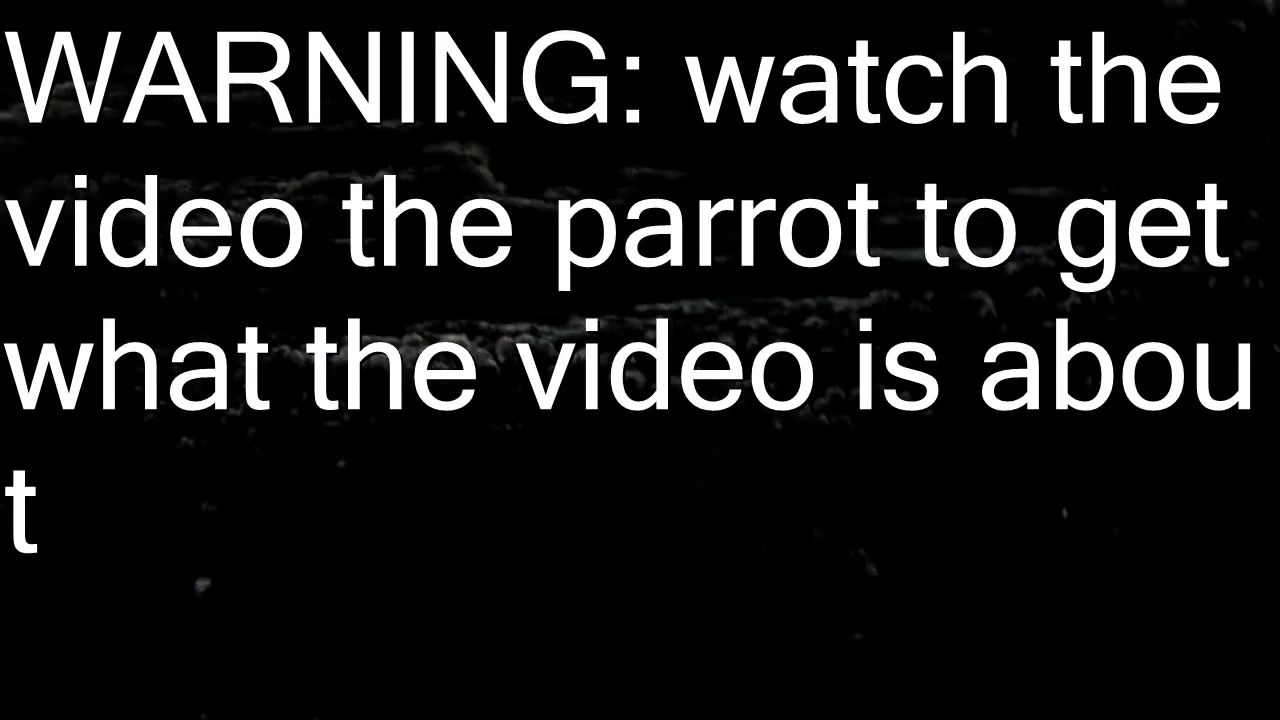 WARNING: watch the
video the parrot to get
what the video is abou
t